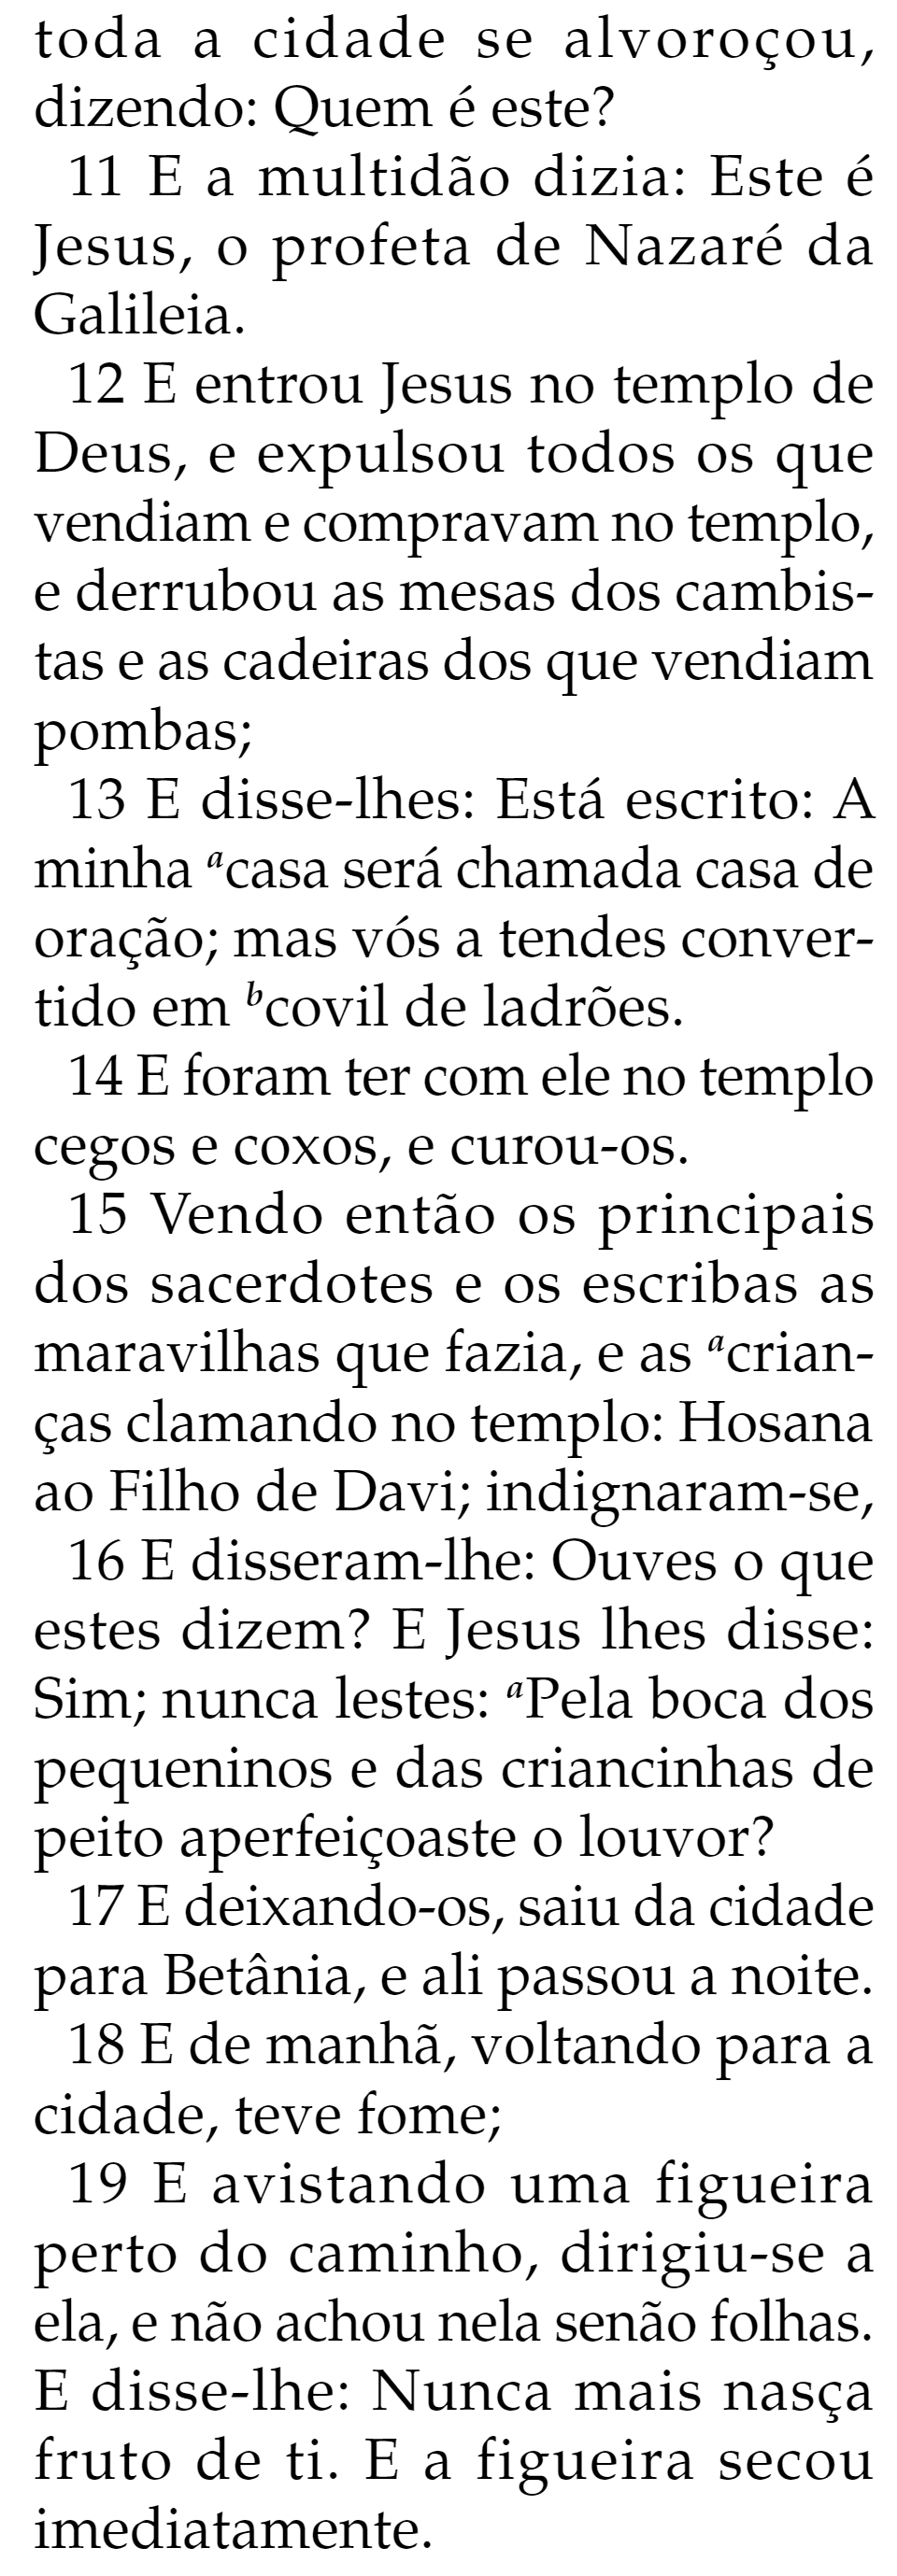 toda a cidade se alvoroçou,
dizendo: Quem é este?
11 E a multidão dizia: Este é
Jesus, o profeta de Nazaré da
Galileia.
12 E entrou Jesus no templo de
Deus, e expulsou todos os que
vendiam e compravam no templo,
e derrubou as mesas dos cambis-
tas e as cadeiras dos que vendiam
pombas;
13 E disse-lhes: Está escrito: A
minha ᵃcasa será chamada casa de
oração; mas vós a tendes conver-
tido em ᵇcovil de ladrões.
14 E foram ter com ele no templo
cegos e coxos, e curou-os.
15 Vendo então os principais
dos sacerdotes e os escribas as
maravilhas que fazia, e as ᵃcrian-
ças clamando no templo: Hosana
ao Filho de Davi; indignaram-se,
16 E disseram-lhe: Ouves o que
estes dizem? E Jesus lhes disse:
Sim; nunca lestes: ᵃPela boca dos
pequeninos e das criancinhas de
peito aperfeiçoaste o louvor?
17 E deixando-os, saiu da cidade
para Betânia, e ali passou a noite.
18 E de manhã, voltando para a
cidade, teve fome;
19 E avistando uma figueira
perto do caminho, dirigiu-se a
ela, e não achou nela senão folhas.
E disse-lhe: Nunca mais nasça
fruto de ti. E a figueira secou
imediatamente.